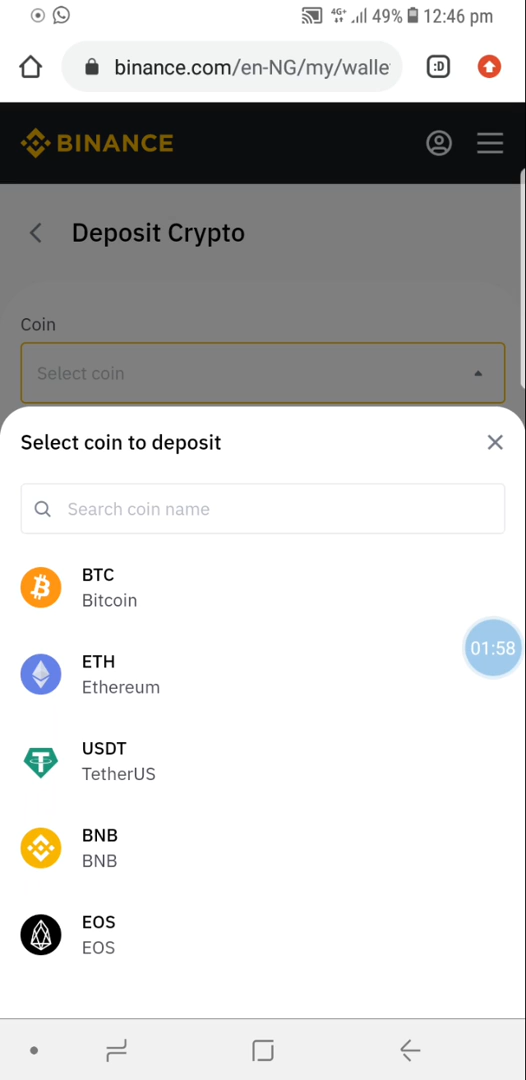 4G+ 49% 12:46 pm
binance.com/en-NG/my/walle
:D
BINANCE
Deposit Crypto
Coin
Select coin
Select coin to deposit
Search coin name
BTC
Bitcoin
ETH
Ethereum
01:58
USDT
TetherUS
BNB
BNB
EOS
EOS